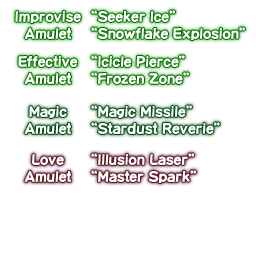 Improvise “Seeker Ice”
Amulet “Snowflake Explosion”
Effective “Icicle Pierce”
Amulet “Frozen Zone”
Magic “Magic Missile”
Amulet “Stardust Reverie”
Love “Illusion Laser”
Amulet “Master Spark”